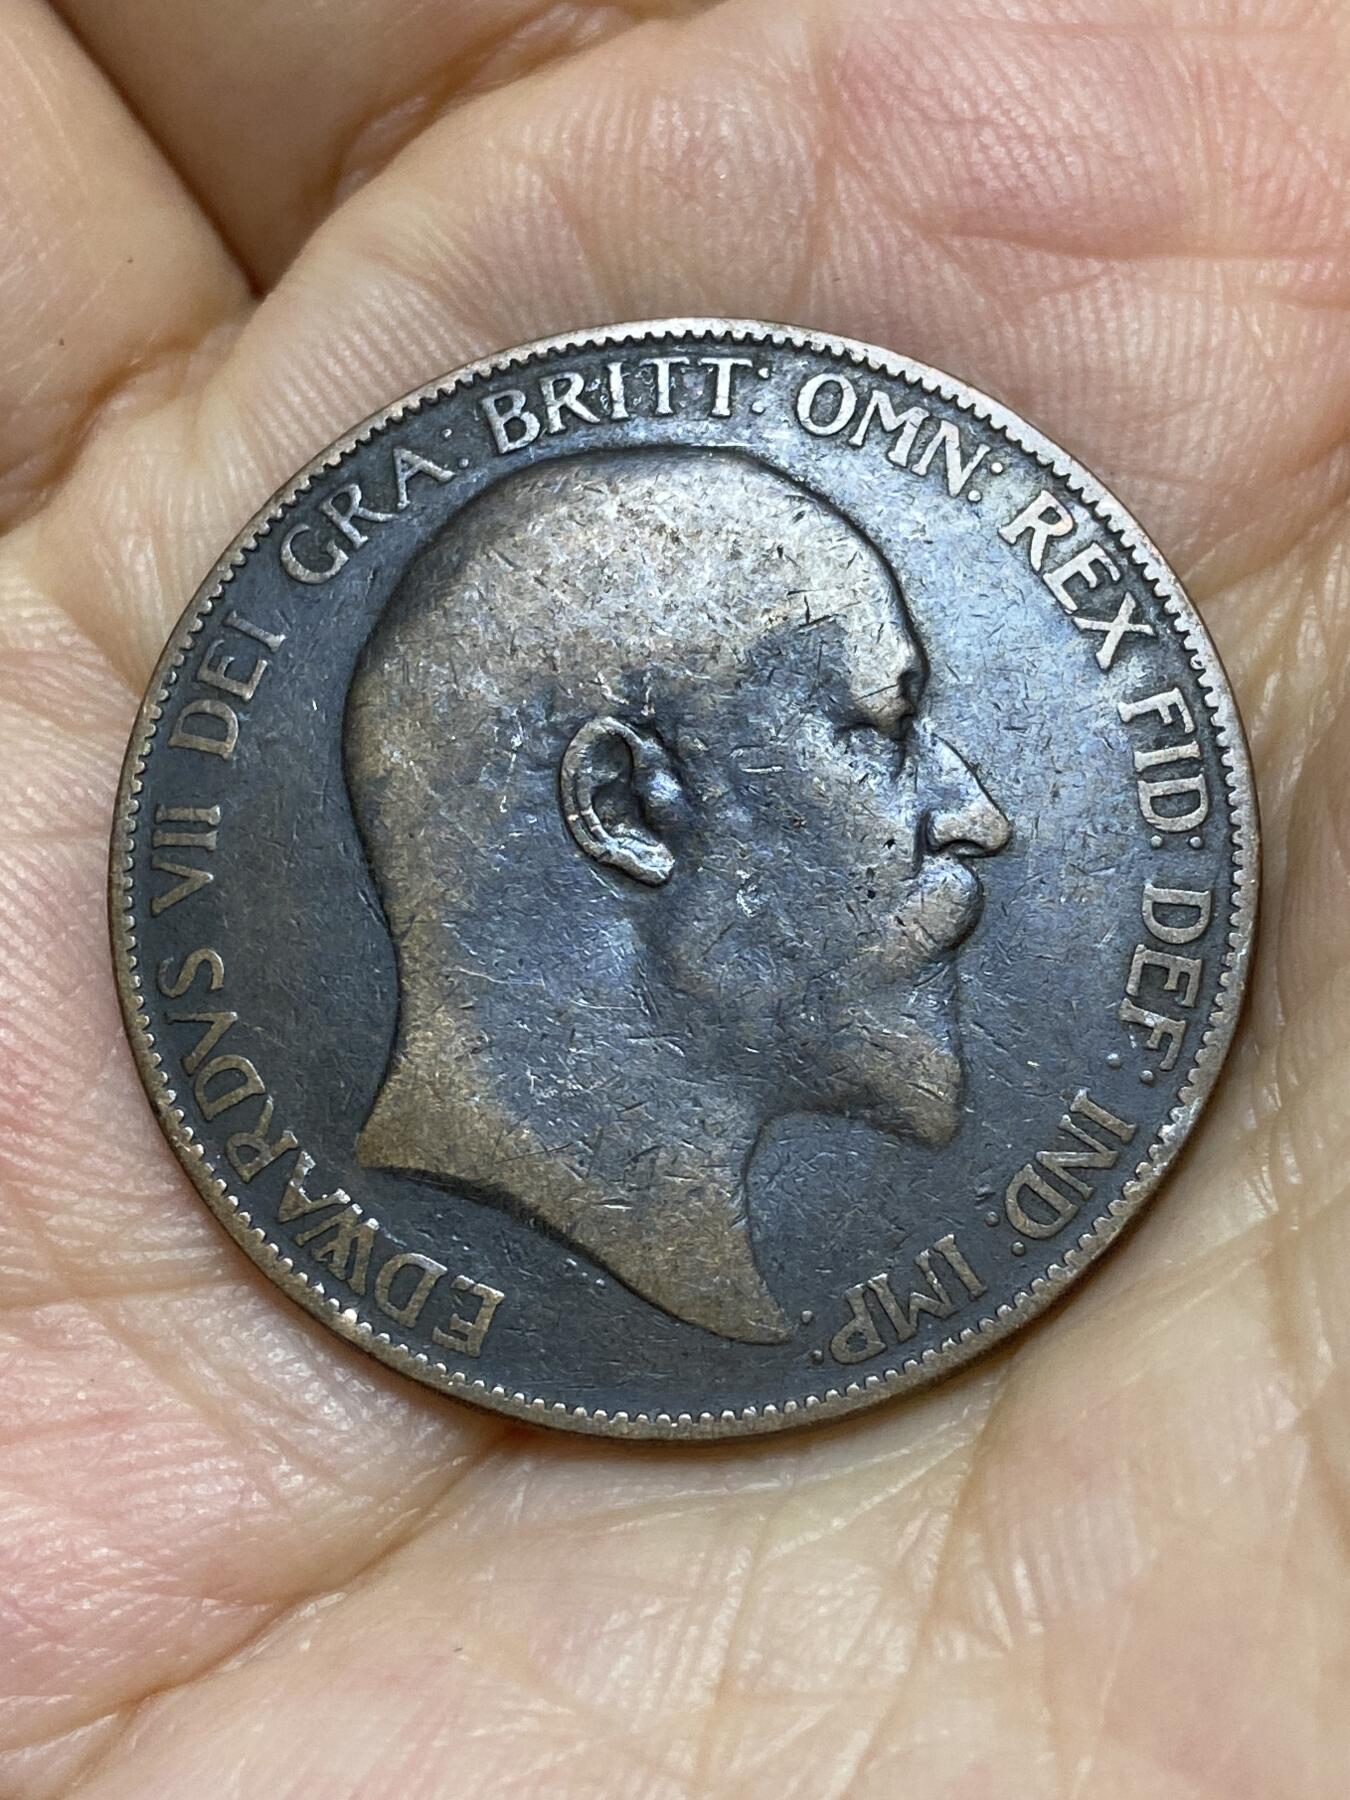 EDWARDVS VII DEI GRA: BRITT: OMN: REX FID: DEF: IND: IMP: